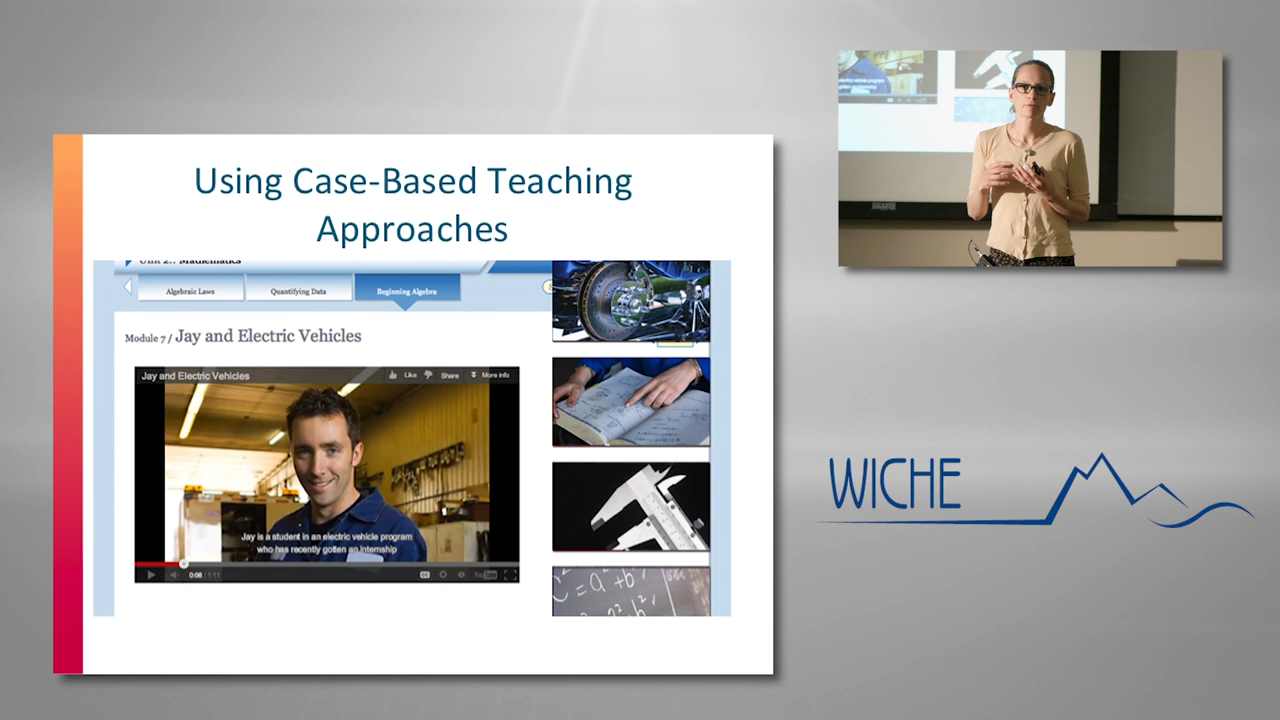 Using Case-Based Teaching
Approaches
Unit 2: Mathematics
Algebraic Laws
Quantifying Data
Beginning Algebra
Module 7 / Jay and Electric Vehicles
Jay and Electric Vehicles
Like
Share
More info
Jay is a student in an electric vehicle program
who has recently gotten an internship
0:08 / 1:11
CC
YouTube
WICHE